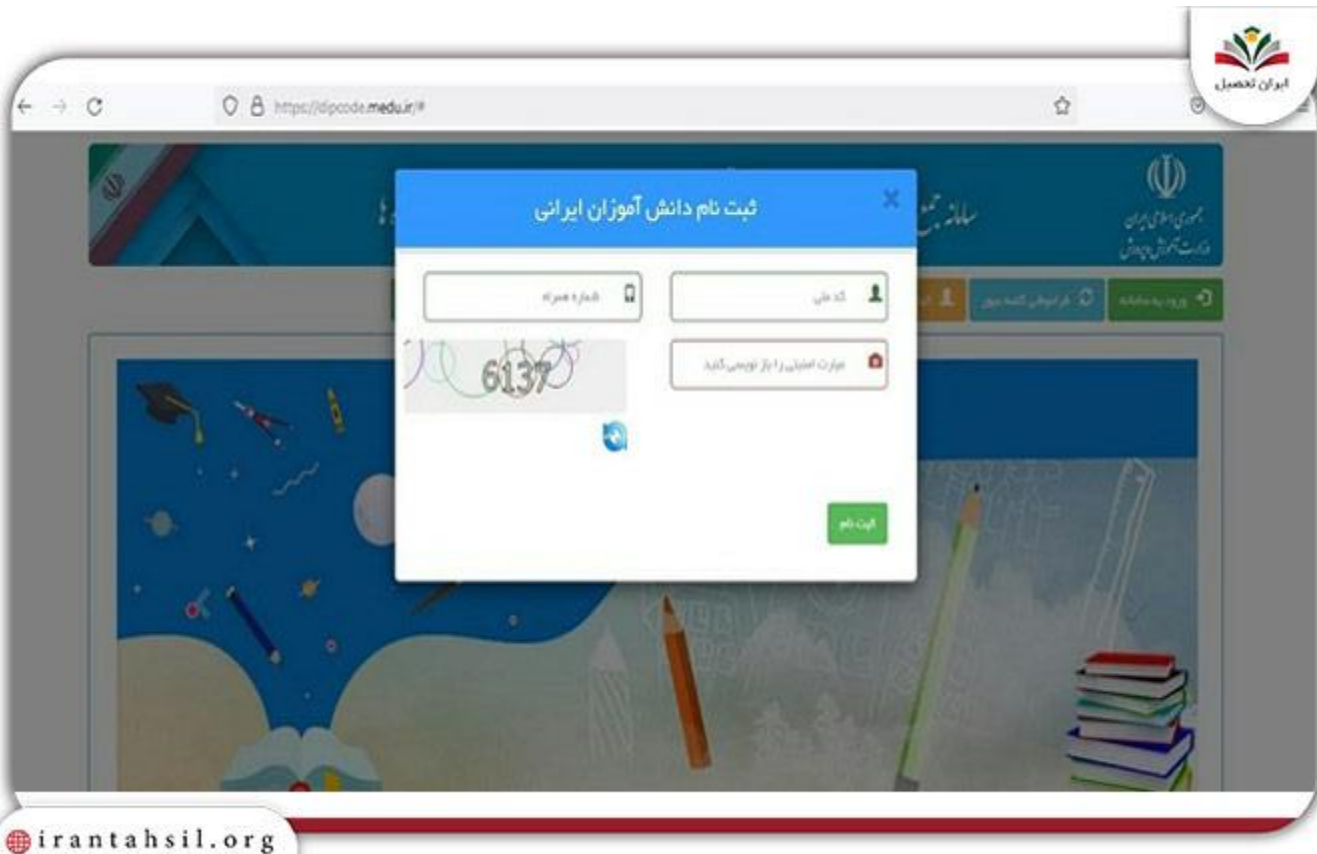 ایران تحصیل
https://dipcode.medu.ir/#
جمهوری اسلامی ایران
وزارت آموزش و پرورش
سامانه
ورود به سامانه
فراموشی کلمه عبور
ثبت نام دانش آموزان ایرانی
کد ملی
شماره همراه
عبارت امنیتی را باز نویسی کنید
6137
ثبت نام
irantahsil.org